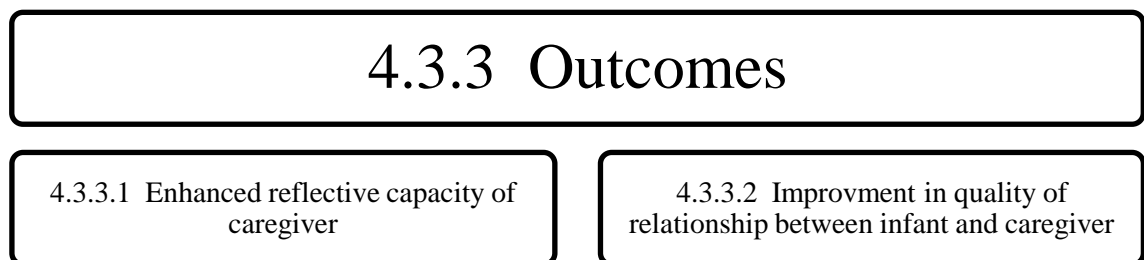 4.3.3 Outcomes
4.3.3.1 Enhanced reflective capacity of
caregiver
4.3.3.2 Improvment in quality of
relationship between infant and caregiver